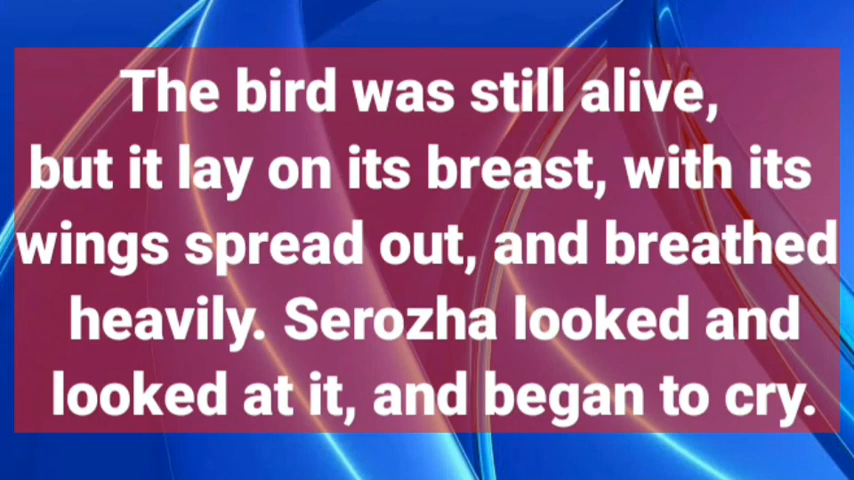 The bird was still alive,
but it lay on its breast, with its
wings spread out, and breathed
heavily. Serozha looked and
looked at it, and began to cry.